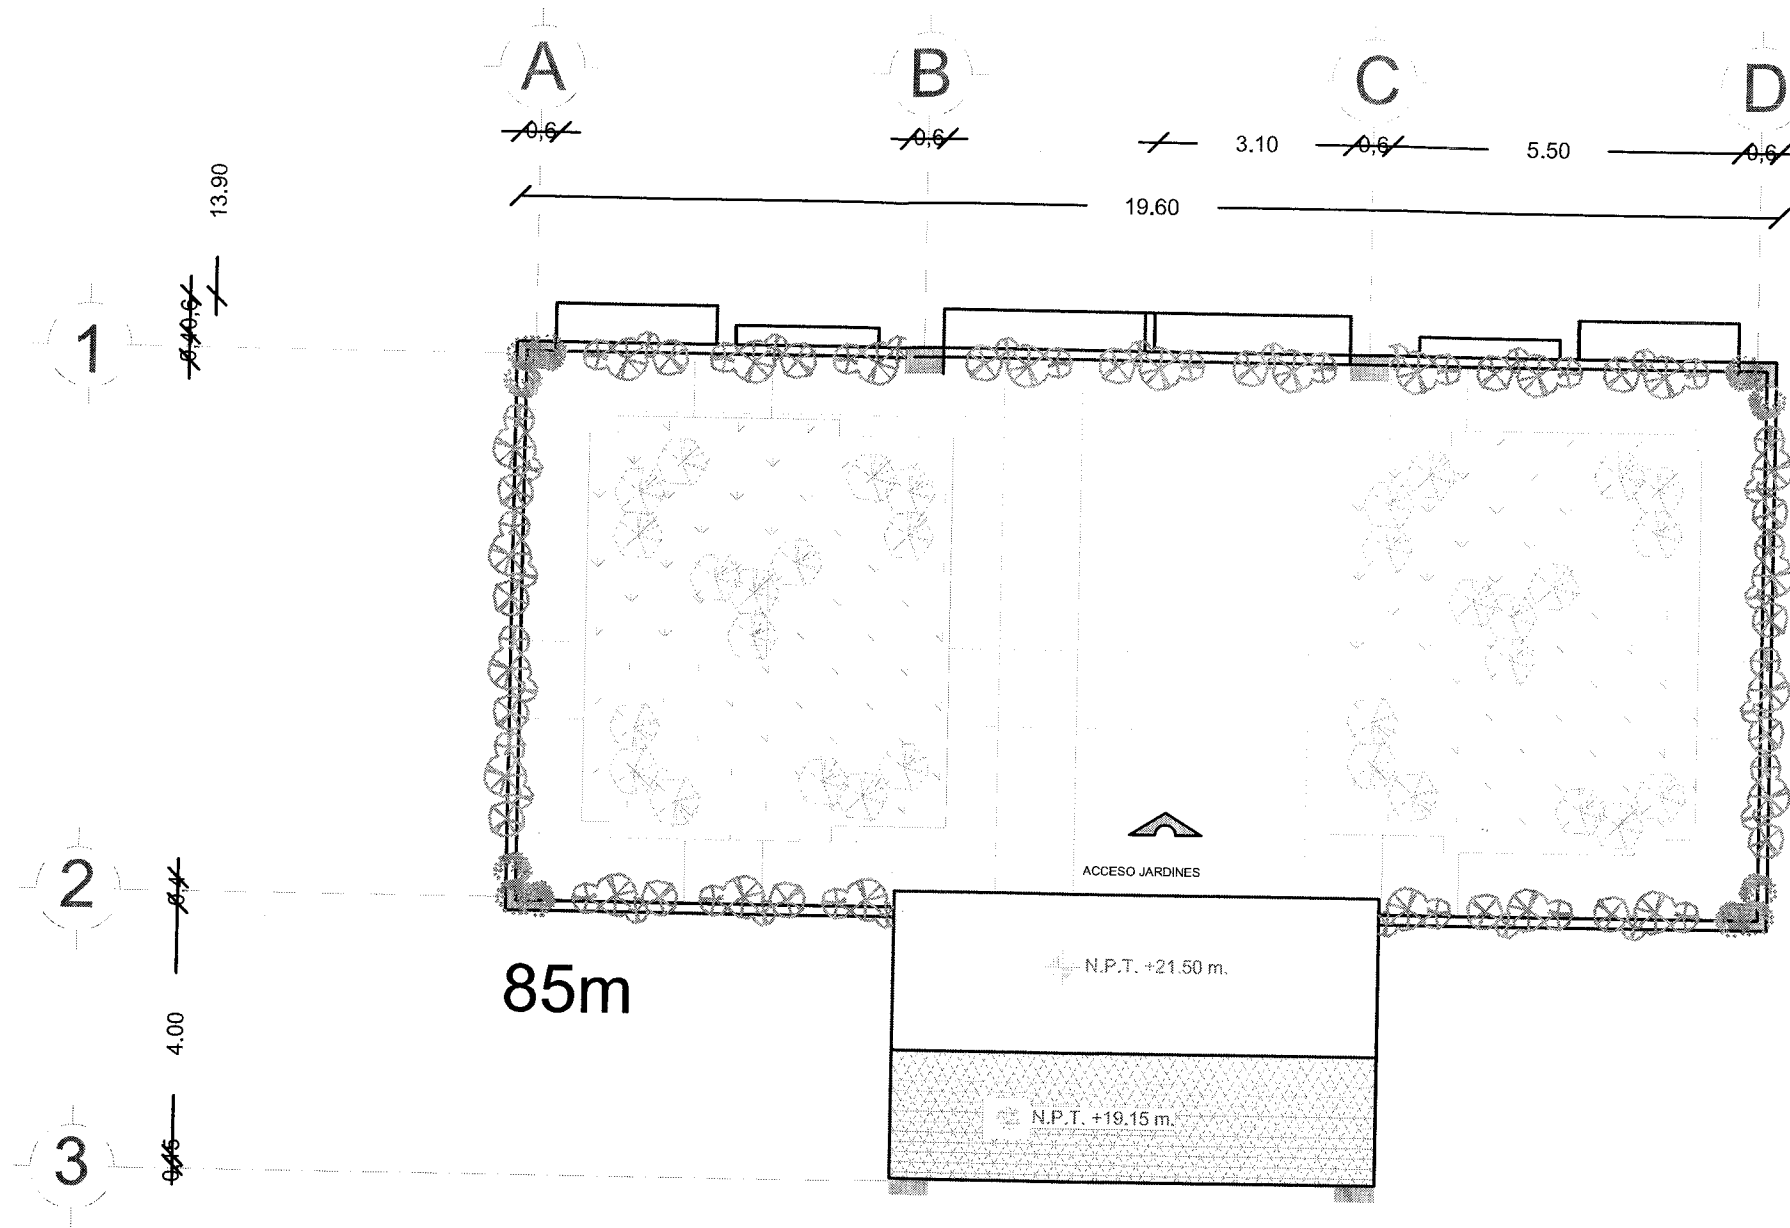 A B C D
0,6 0,6 3.10 0,6 5.50 0,6
19.60
13.90
0,6
1
ACCESO JARDINES
2
N.P.T. +21.50 m.
85m
4.00
N.P.T. +19.15 m.
3